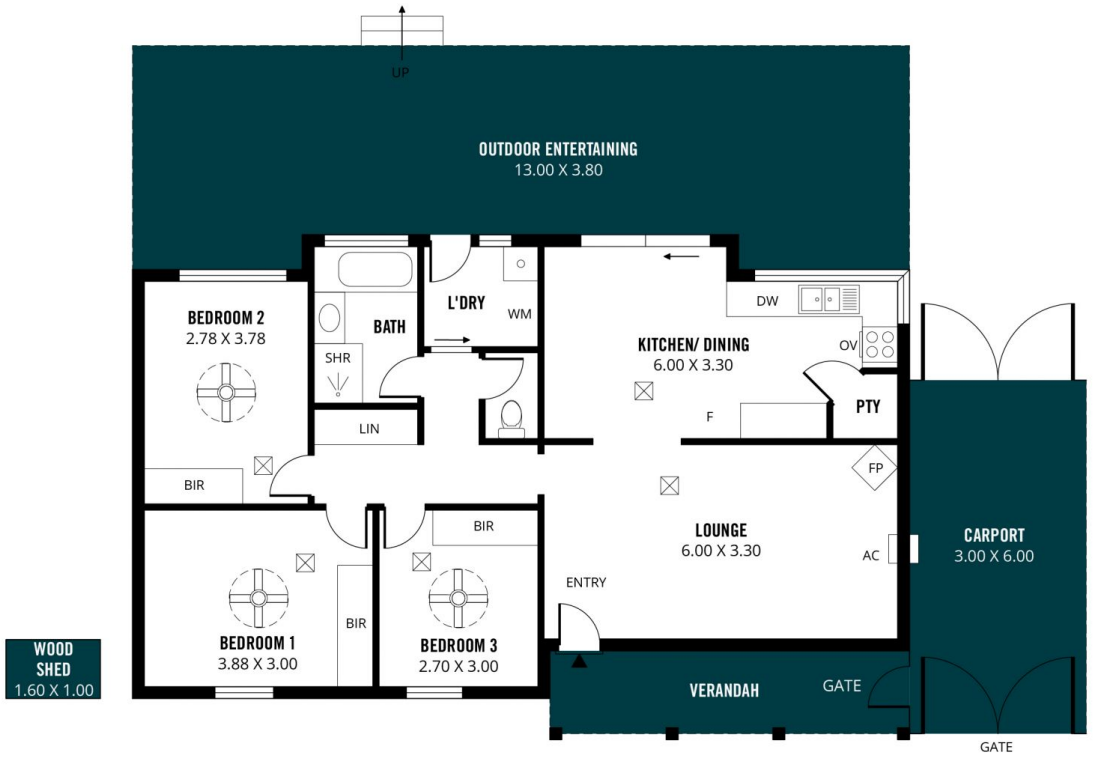 UP
OUTDOOR ENTERTAINING
13.00 X 3.80
BEDROOM 2
2.78 X 3.78
BATH
SHR
L'DRY
WM
KITCHEN/ DINING
6.00 X 3.30
DW
OV
PTY
F
LIN
BIR
FP
LOUNGE
6.00 X 3.30
AC
CARPORT
3.00 X 6.00
BIR
ENTRY
BIR
BEDROOM 1
3.88 X 3.00
BEDROOM 3
2.70 X 3.00
WOOD
SHED
1.60 X 1.00
VERANDAH
GATE
GATE